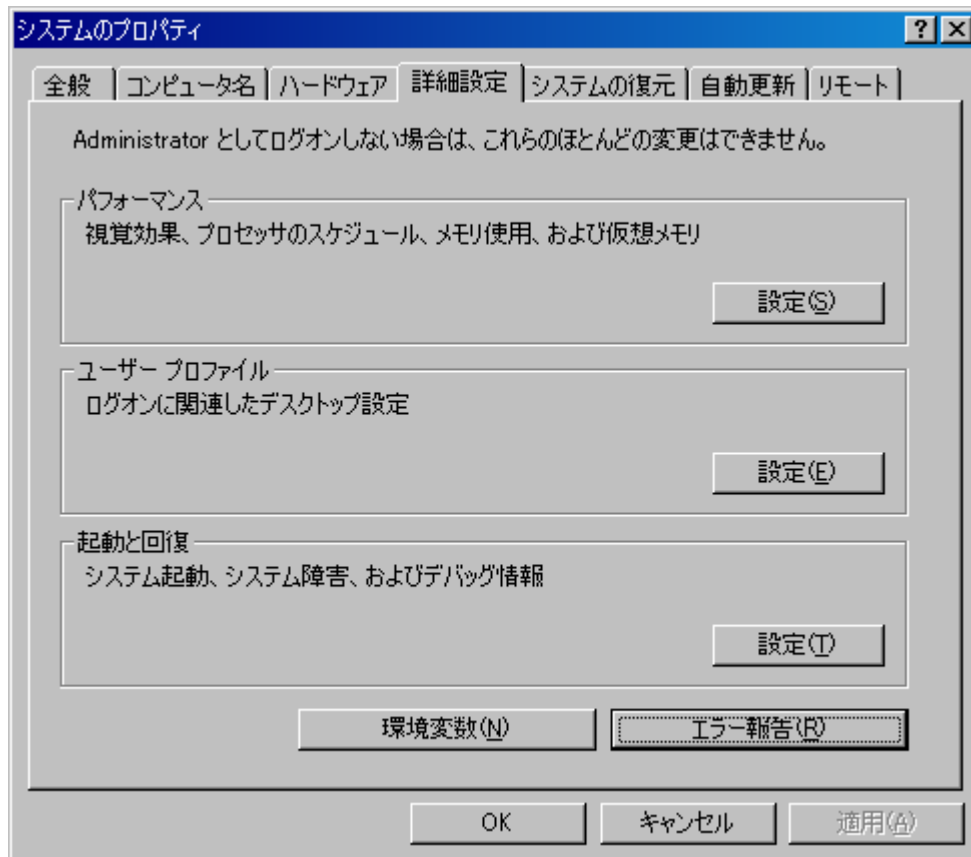 システムのプロパティ
全般 コンピュータ名 ハードウェア 詳細設定 システムの復元 自動更新 リモート
Administrator としてログオンしない場合は、これらのほとんどの変更はできません。
パフォーマンス
視覚効果、プロセッサのスケジュール、メモリ使用、および仮想メモリ
設定(S)
ユーザー プロファイル
ログオンに関連したデスクトップ設定
設定(E)
起動と回復
システム起動、システム障害、およびデバッグ情報
設定(T)
環境変数(N) エラー報告(R)
OK キャンセル 適用(A)